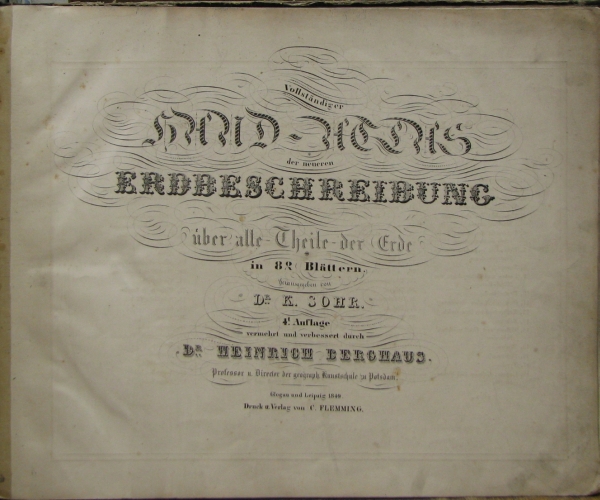 Vollständiger
HAND-ATLAS
der neueren
ERDBESCHREIBUNG
über alle Theile der Erde
in 82 Blättern.
Herausgegeben von
Dr. K. SOHR.
4te Auflage
vermehrt und verbessert durch
Dr. HEINRICH BERGHAUS.
Professor u. Director der geograph. Kunstschule zu Potsdam.
Glogau und Leipzig 1849
Druck u. Verlag von C. FLEMMING.